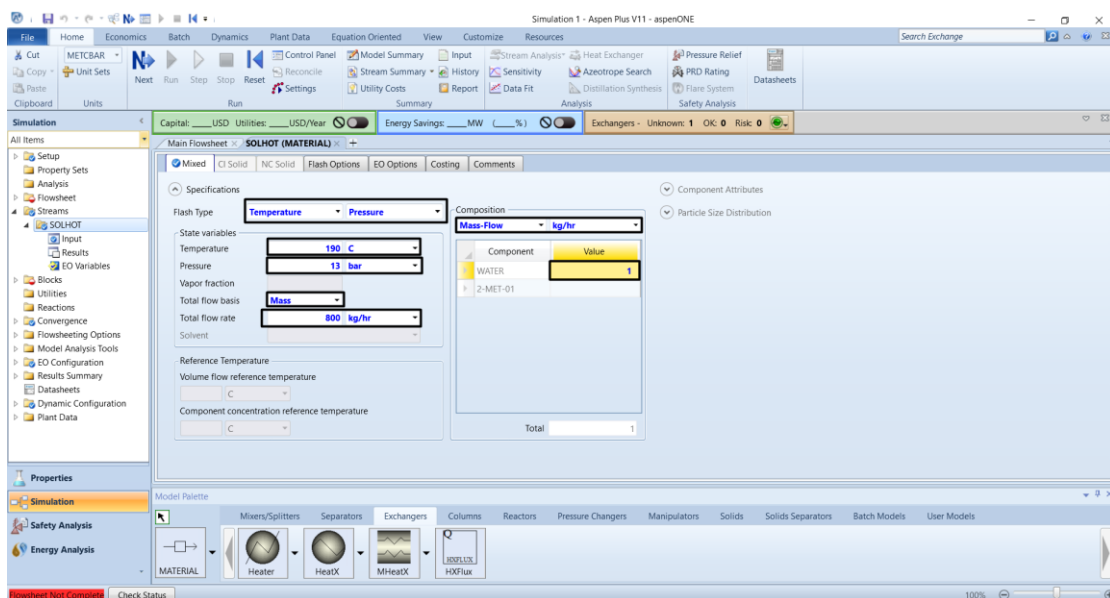 Simulation 1 - Aspen Plus V11 - aspenONE
File Home Economics Batch Dynamics Plant Data Equation Oriented View Customize Resources Search Exchange
Cut METCBAR Control Panel Model Summary Input Stream Analysis Heat Exchanger Pressure Relief
Copy Unit Sets Next Run Step Stop Reset Reconcile Stream Summary History Sensitivity Azeotrope Search PRD Rating Datasheets
Paste Settings Utility Costs Report Data Fit Distillation Synthesis Flare System
Clipboard Units Run Summary Analysis Safety Analysis
Simulation Capital: ____USD Utilities: ____USD/Year Energy Savings: ____MW (____%) Exchangers - Unknown: 1 OK: 0 Risk: 0
All Items Main Flowsheet SOLHOT (MATERIAL) +
Setup
Property Sets
Analysis
Flowsheet
Streams
SOLHOT
Input
Results
EO Variables
Blocks
Utilities
Reactions
Convergence
Flowsheeting Options
Model Analysis Tools
EO Configuration
Results Summary
Datasheets
Dynamic Configuration
Plant Data
Properties
Simulation
Safety Analysis
Energy Analysis
Mixed CI Solid NC Solid Flash Options EO Options Costing Comments
Specifications
Flash Type Temperature Pressure
State variables
Temperature 190 C
Pressure 13 bar
Vapor fraction
Total flow basis Mass
Total flow rate 800 kg/hr
Solvent
Reference Temperature
Volume flow reference temperature
C
Component concentration reference temperature
C
Composition
Mass-Flow kg/hr
Component Value
WATER 1
2-MET-01
Total 1
Component Attributes
Particle Size Distribution
Model Palette
Mixers/Splitters Separators Exchangers Columns Reactors Pressure Changers Manipulators Solids Solids Separators Batch Models User Models
Q
HXFLUX
MATERIAL Heater HeatX MHeatX HXFlux
Flowsheet Not Complete Check Status 100%